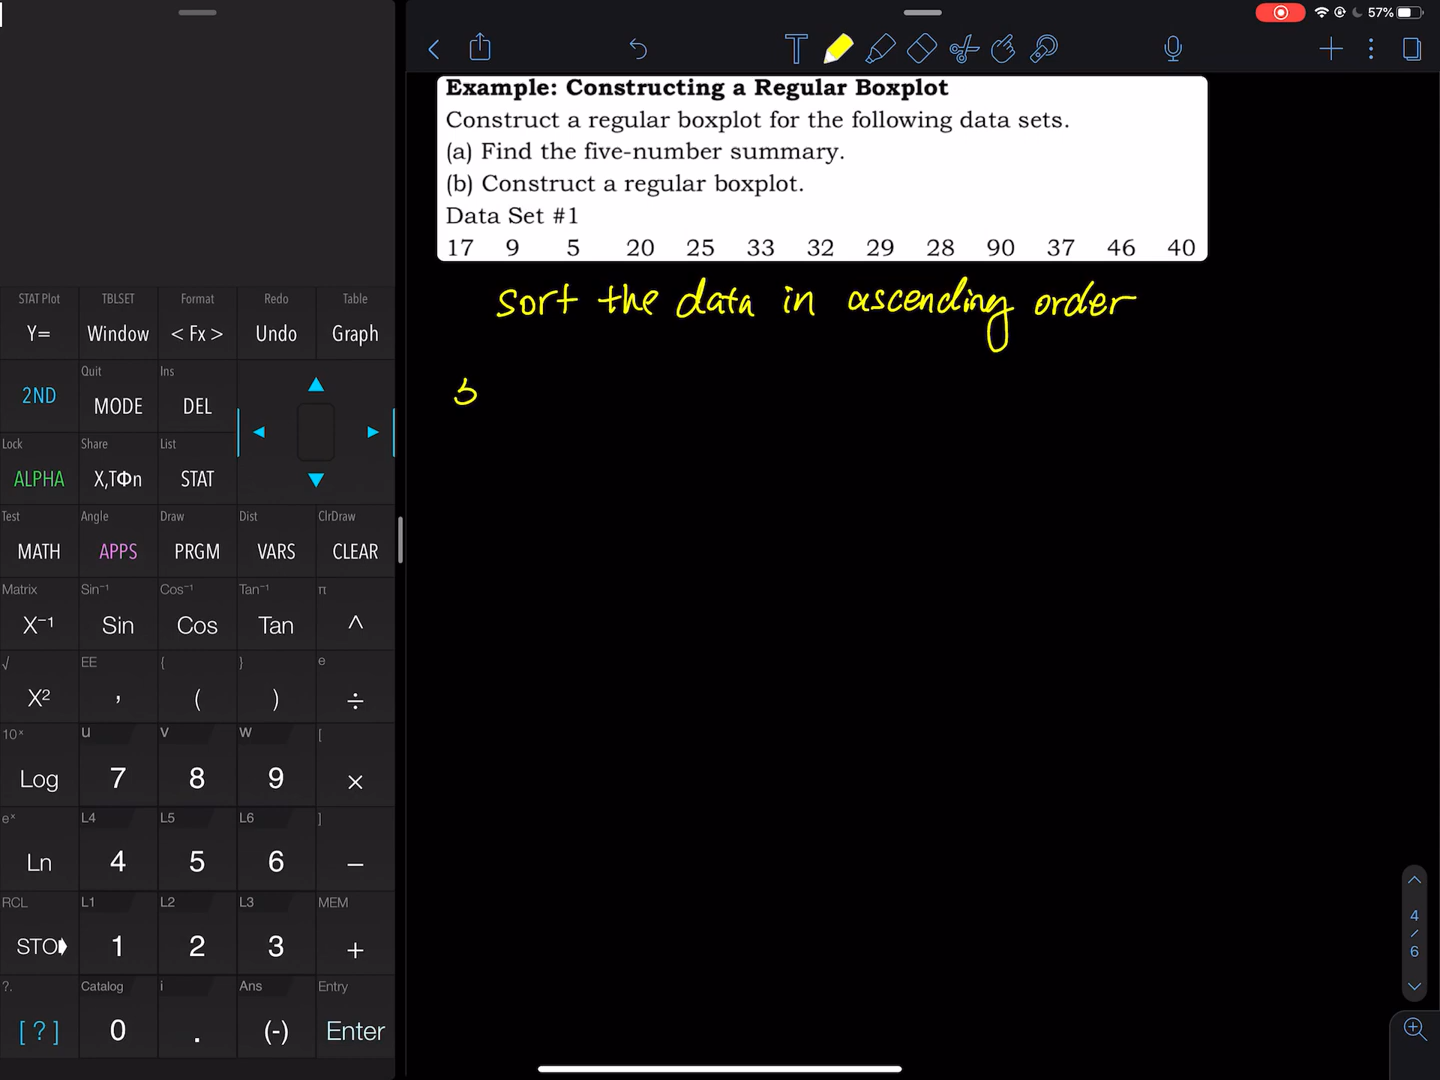 57%
T
Example: Constructing a Regular Boxplot
Construct a regular boxplot for the following data sets.
(a) Find the five-number summary.
(b) Construct a regular boxplot.
Data Set #1
17 9 5 20 25 33 32 29 28 90 37 46 40
sort the data in ascending order
5
STAT Plot TBLSET Format Redo Table
Y= Window < Fx > Undo Graph
Quit Ins
2ND MODE DEL
Lock Share List
ALPHA X,TΦn STAT
Test Angle Draw Dist ClrDraw
MATH APPS PRGM VARS CLEAR
Matrix Sin⁻¹ Cos⁻¹ Tan⁻¹ π
X⁻¹ Sin Cos Tan ^
√ EE { } e
X² , ( ) ÷
10ˣ u v w [
Log 7 8 9 ×
eˣ L4 L5 L6 ]
Ln 4 5 6 −
RCL L1 L2 L3 MEM
STO 1 2 3 +
?. Catalog i Ans Entry
[ ? ] 0 . (-) Enter
4
/
6